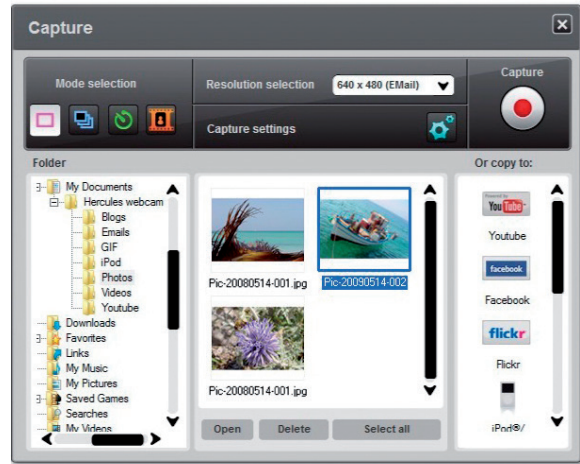 Capture
Mode selection
Resolution selection 640 x 480 (EMail)
Capture settings
Capture
Folder
Or copy to:
My Documents
Hercules webcam
Blogs
Emails
GIF
iPod
Photos
Videos
Youtube
Downloads
Favorites
Links
My Music
My Pictures
Saved Games
Searches
My Videos
Pic-20080514-001.jpg
Pic-20090514-002
Pic-20080514-001.jpg
Open
Delete
Select all
Powered by
YouTube
Youtube
facebook
Facebook
flickr
Flickr
iPod®/